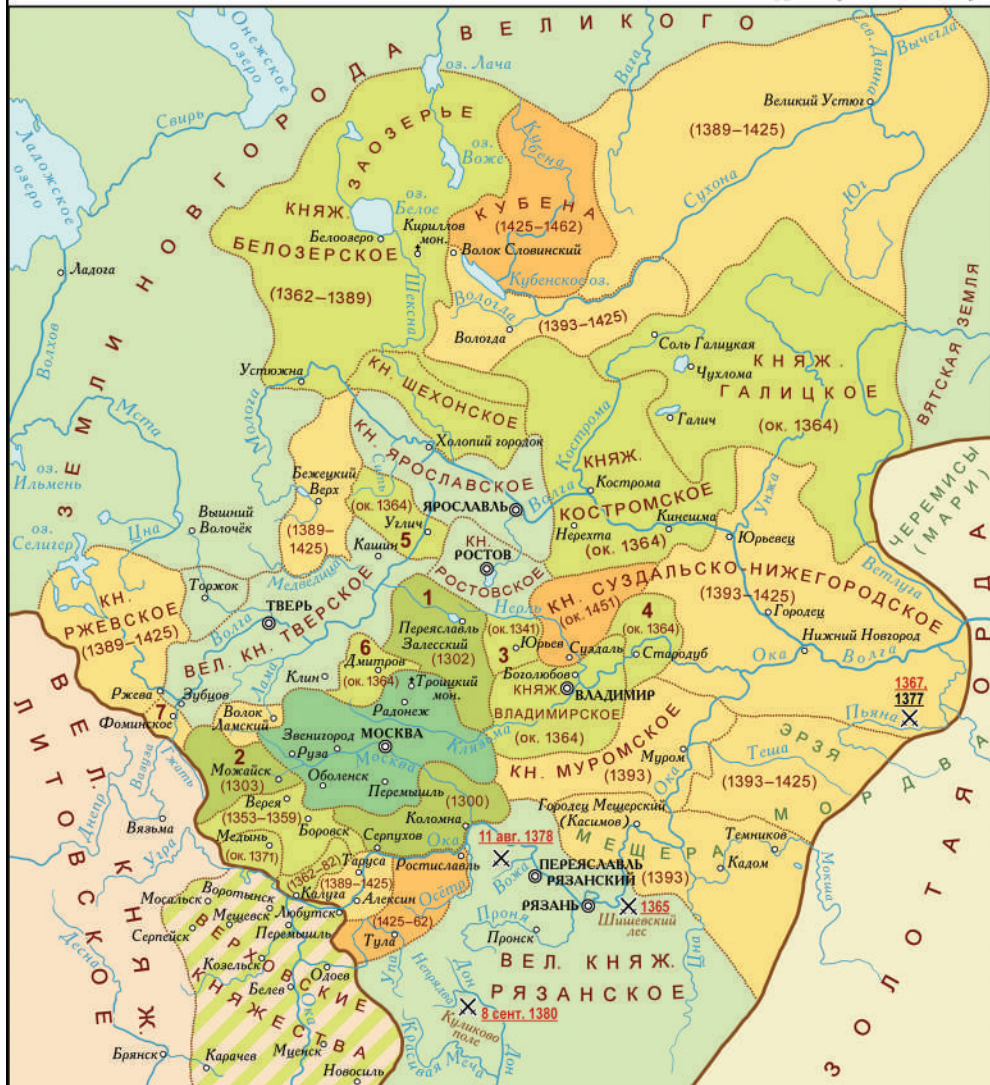 ЗЕМЛИ НОВГОРОДА ВЕЛИКОГО
Онежское
озеро
оз. Лача
Вага
Сев. Двина
Вычегда
Свирь
Ладожское
озеро
ЗАОЗЕРЬЕ
оз.
Воже
Кубена
Великий Устюг
(1389–1425)
КНЯЖ.
БЕЛОЗЕРСКОЕ
(1362–1389)
оз.
Белое
Белоозеро
Кириллов
мон.
КУБЕНА
(1425–1462)
Сухона
Юг
Ладога
Волок Словинский
Кубенское оз.
Шексна
Вологда
Вологда
(1393–1425)
Волхов
Соль Галицкая
КНЯЖ.
ГАЛИЦКОЕ
(ок. 1364)
Чухлома
Галич
ВЯТСКАЯ ЗЕМЛЯ
Устюжна
КН. ШЕХОНСКОЕ
Мста
Молога
Холопий городок
Кострома
оз.
Ильмень
Сить
КН. ЯРОСЛАВСКОЕ
Бежецкий
Верх
(1389–
1425)
(ок. 1364)
ЯРОСЛАВЛЬ
Волга
КНЯЖ.
КОСТРОМСКОЕ
(ок. 1364)
Кострома
Кинешма
Нерехта
Унжа
Юрьевец
ЧЕРЕМИСЫ
(МАРИ)
Ветлуга
Цна
Вышний
Волочёк
Углич
5
Кашин
КН.
РОСТОВ
РОСТОВСКОЕ
оз.
Селигер
Медведица
Торжок
ТВЕРЬ
Волга
ВЕЛ. КН. ТВЕРСКОЕ
КН.
РЖЕВСКОЕ
(1389–1425)
1
Переяславль
Залесский
(1302)
Нерль
(ок. 1341)
3
Юрьев
КН. СУЗДАЛЬСКО-НИЖЕГОРОДСКОЕ
(ок. 1451)
(1393–1425)
Суздаль
4
(ок. 1364)
Стародуб
Городец
Нижний Новгород
Ока
Волга
6
Дмитров
(ок. 1364)
Клин
Лама
Троицкий
мон.
Радонеж
Боголюбов
ВЛАДИМИР
КНЯЖ.
ВЛАДИМИРСКОЕ
(ок. 1364)
Клязьма
1367,
1377
Пьяна
Ржева
Зубцов
7
Фоминское
Волок
Ламский
Звенигород
Руза
МОСКВА
Москва
2
Можайск
(1303)
Оболенск
Перемышль
(1300)
Коломна
КН. МУРОМСКОЕ
(1393)
Муром
Ока
Теша
ЭРЗЯ
МОРДВА
(1393–1425)
Вазуза
Гжать
Днепр
Вязьма
Угра
Верея
(1353–1359)
Боровск
Медынь
(ок. 1371)
Серпухов
Ока
Городец Мещерский
(Касимов)
МЕЩЕРА
(1393)
Темников
Кадом
Мокша
(1362–82)
Таруса
(1389–1425)
Калуга
Алексин
Ростиславль
Осётр
(1425–62)
Тула
11 авг. 1378
Вожа
ПЕРЕЯСЛАВЛЬ
РЯЗАНСКИЙ
РЯЗАНЬ
1365
Шишевский
лес
Проня
Пронск
Цна
ВЕЛ. КНЯЖ.
РЯЗАНСКОЕ
Воротынск
Мосальск
Мещевск
Любутск
Серпейск
Перемышль
Козельск
Одоев
Белев
ВЕРХОВСКИЕ
КНЯЖЕСТВА
Ока
Мценск
Новосиль
Карачев
Брянск
Десна
Упа
Непрядва
Дон
8 сент. 1380
Куликово
поле
Красивая Меча
Дон
ВЕЛ. КНЯЖ.
ЛИТОВСКОЕ
ЗОЛОТАЯ ОРДА